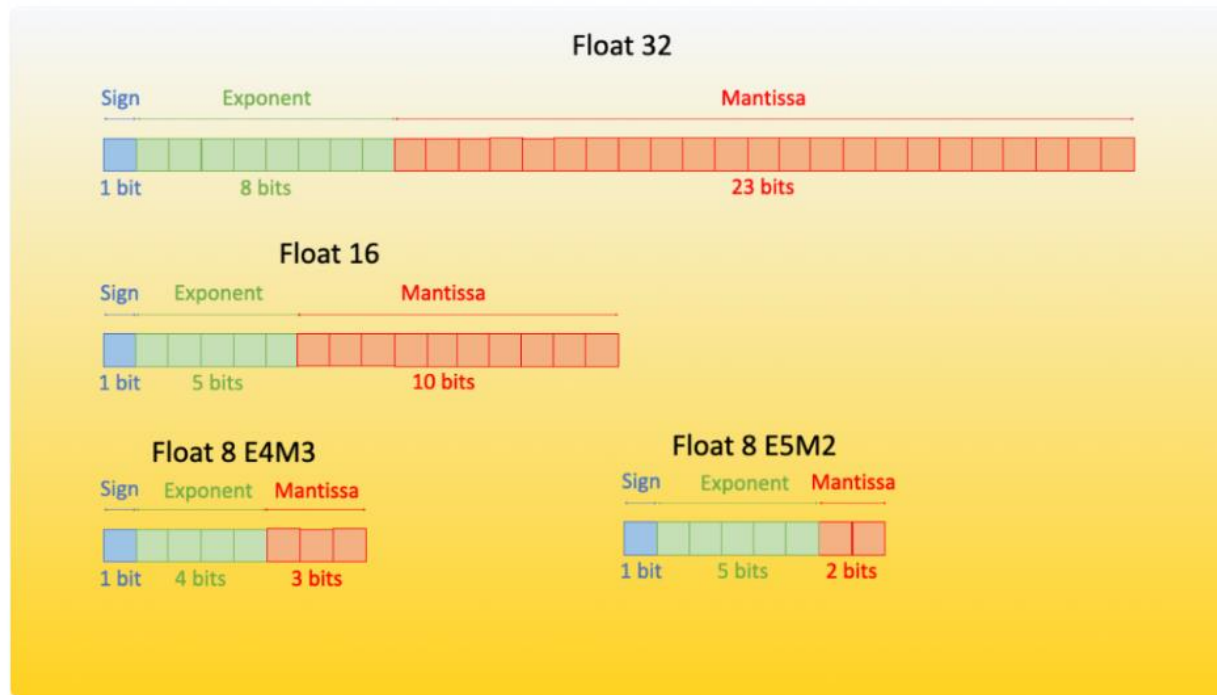 Float 32
Sign Exponent Mantissa
1 bit 8 bits 23 bits
Float 16
Sign Exponent Mantissa
1 bit 5 bits 10 bits
Float 8 E4M3
Sign Exponent Mantissa
1 bit 4 bits 3 bits
Float 8 E5M2
Sign Exponent Mantissa
1 bit 5 bits 2 bits